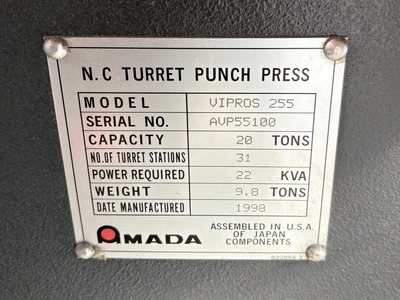 N.C TURRET PUNCH PRESS
MODEL VIPROS 255
SERIAL NO. AVP55100
CAPACITY 20 TONS
NO.OF TURRET STATIONS 31
POWER REQUIRED 22 KVA
WEIGHT 9.8 TONS
DATE MANUFACTURED 1998
AMADA
ASSEMBLED IN U.S.A.
OF JAPAN
COMPONENTS